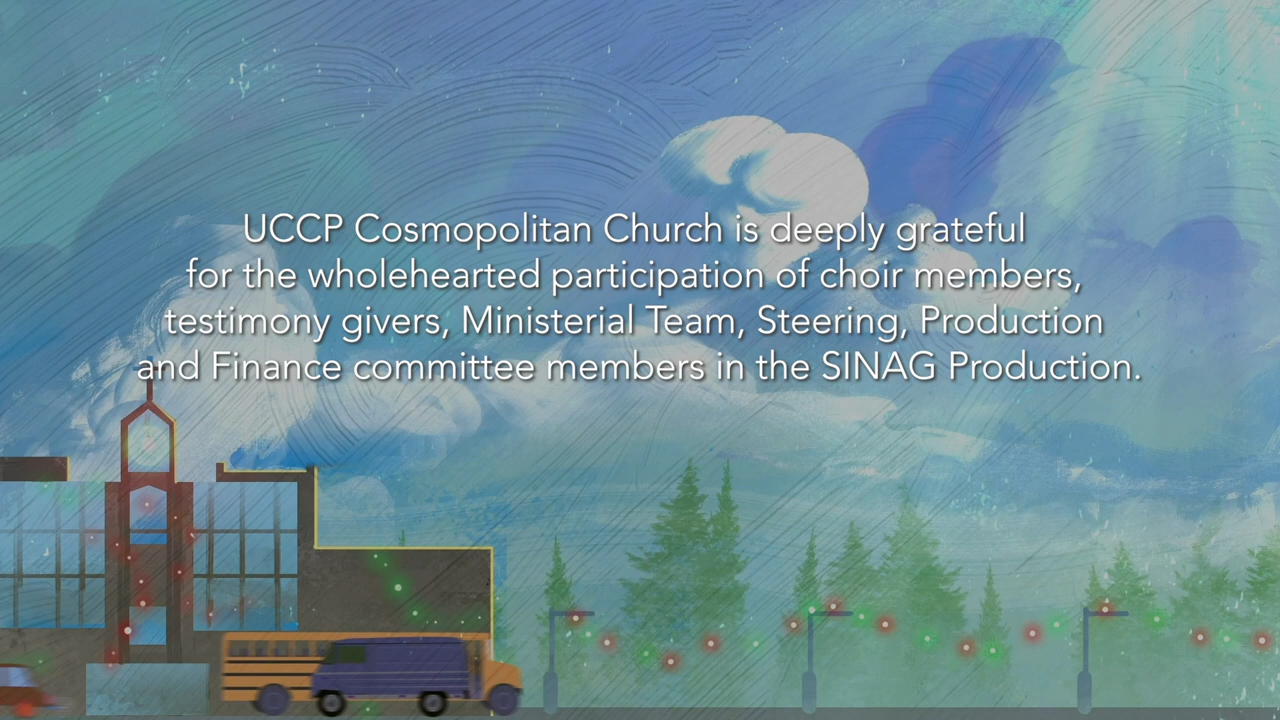 UCCP Cosmopolitan Church is deeply grateful
for the wholehearted participation of choir members,
testimony givers, Ministerial Team, Steering, Production
and Finance committee members in the SINAG Production.